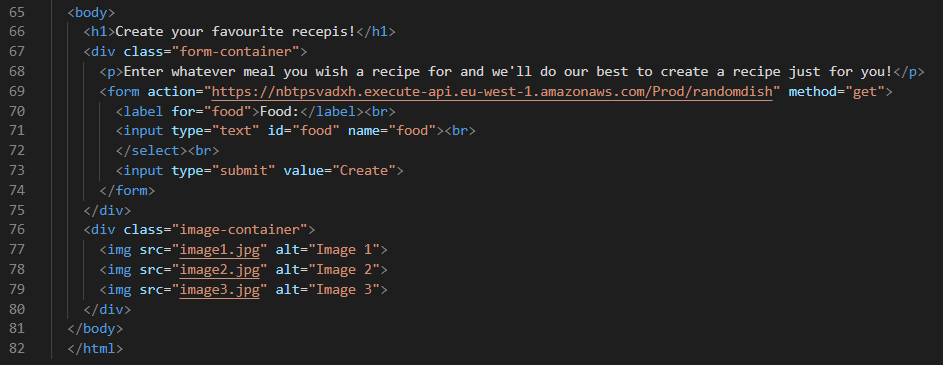 65 <body>
66 <h1>Create your favourite recepis!</h1>
67 <div class="form-container">
68 <p>Enter whatever meal you wish a recipe for and we'll do our best to create a recipe just for you!</p>
69 <form action="https://nbtpsvadxh.execute-api.eu-west-1.amazonaws.com/Prod/randomdish" method="get">
70 <label for="food">Food:</label><br>
71 <input type="text" id="food" name="food"><br>
72 </select><br>
73 <input type="submit" value="Create">
74 </form>
75 </div>
76 <div class="image-container">
77 <img src="image1.jpg" alt="Image 1">
78 <img src="image2.jpg" alt="Image 2">
79 <img src="image3.jpg" alt="Image 3">
80 </div>
81 </body>
82 </html>